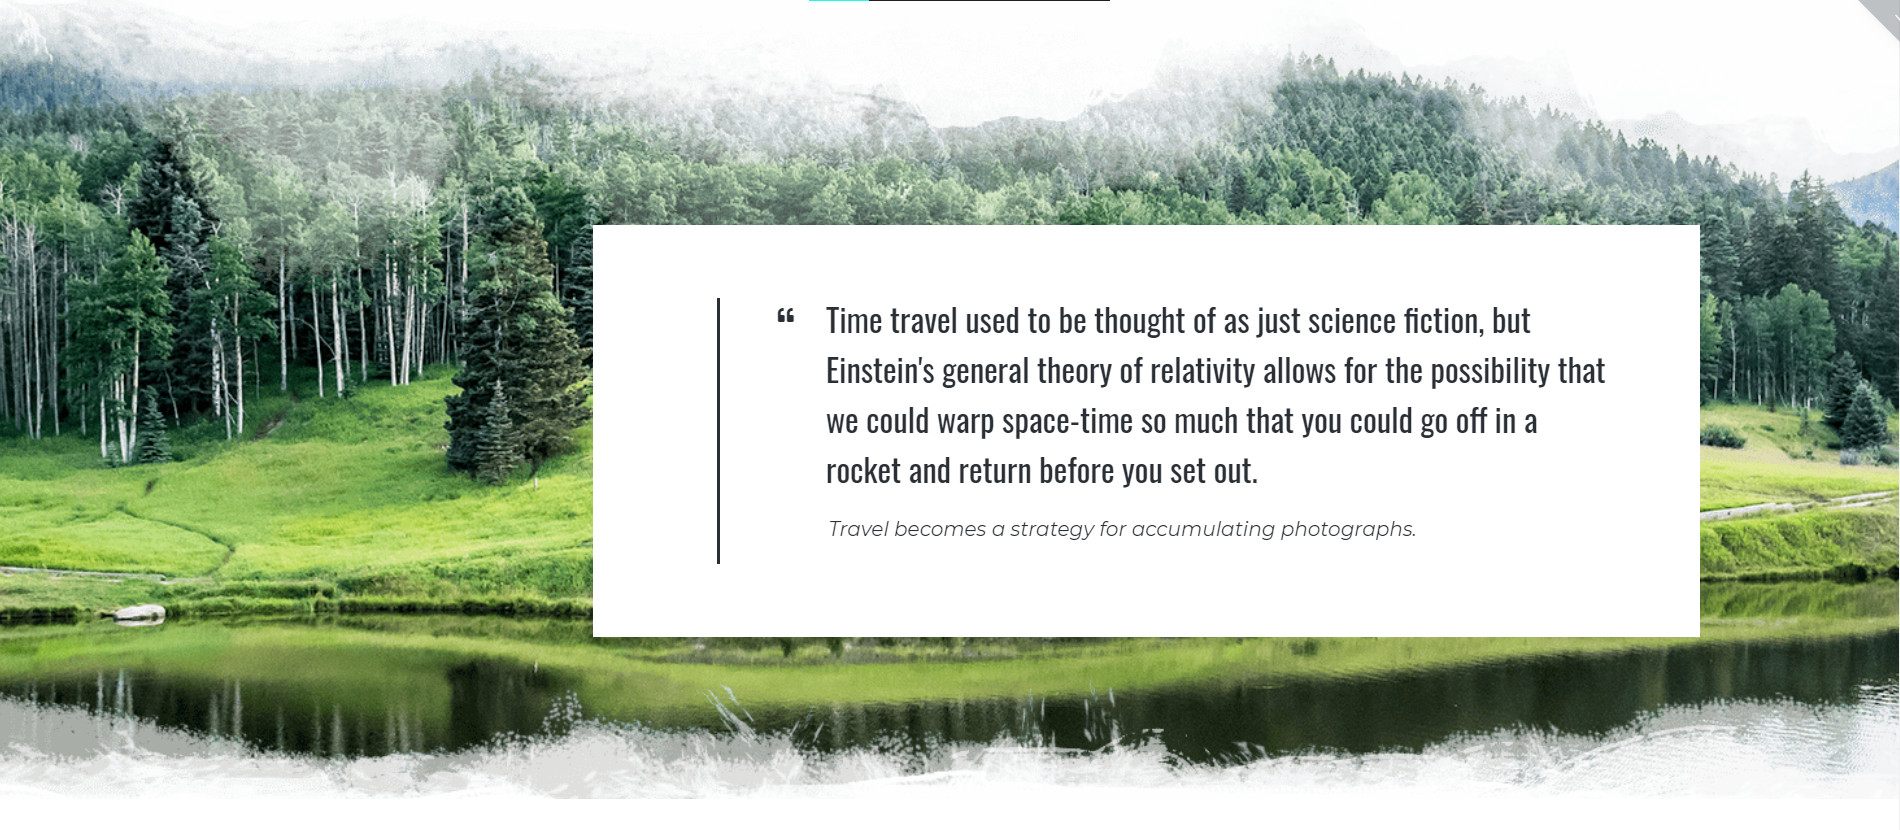 “ Time travel used to be thought of as just science fiction, but
Einstein's general theory of relativity allows for the possibility that
we could warp space-time so much that you could go off in a
rocket and return before you set out.
Travel becomes a strategy for accumulating photographs.